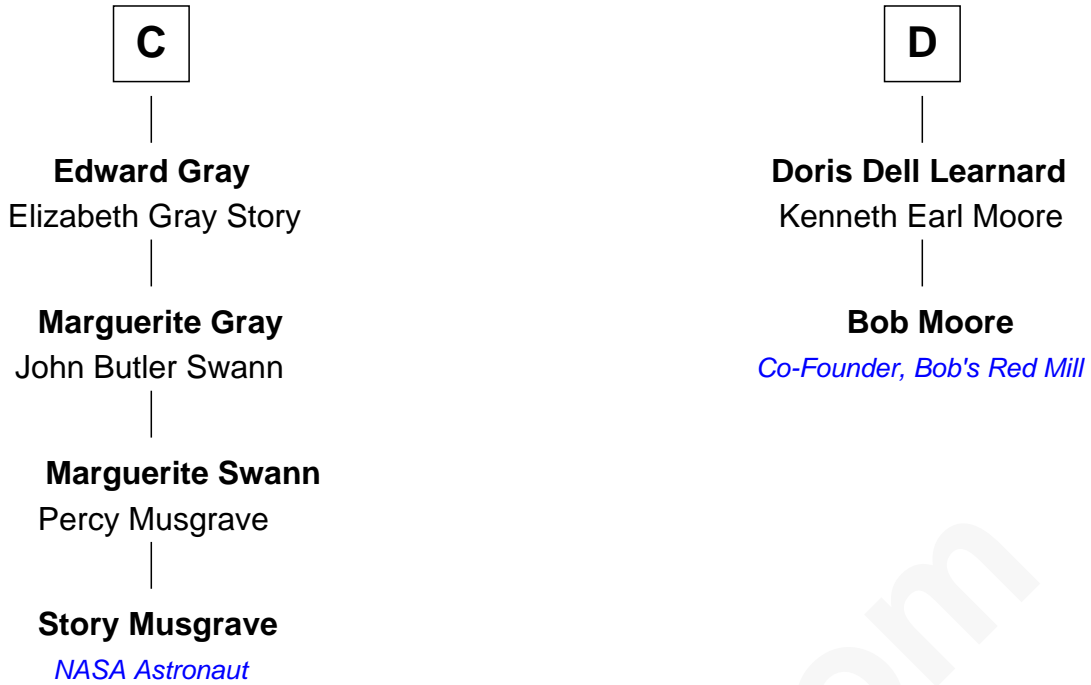 C
Edward Gray
Elizabeth Gray Story
Marguerite Gray
John Butler Swann
Marguerite Swann
Percy Musgrave
Story Musgrave
NASA Astronaut
D
Doris Dell Learnard
Kenneth Earl Moore
Bob Moore
Co-Founder, Bob's Red Mill
om